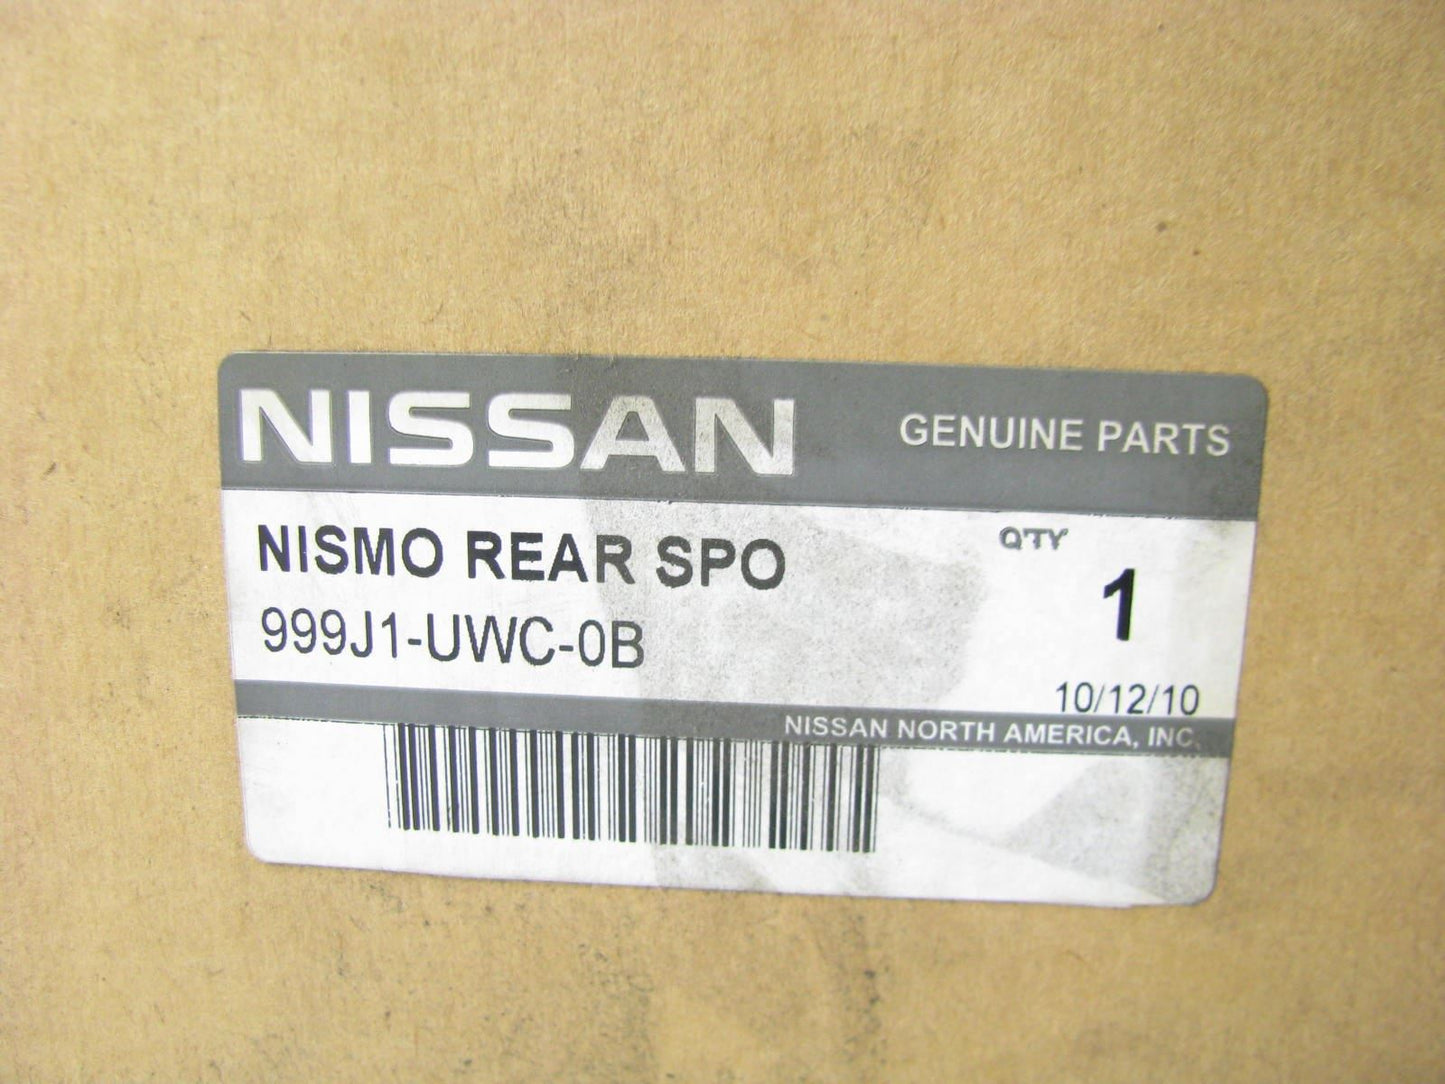 NISSAN GENUINE PARTS
NISMO REAR SPO Q'TY
999J1-UWC-0B 1
10/12/10
NISSAN NORTH AMERICA, INC.